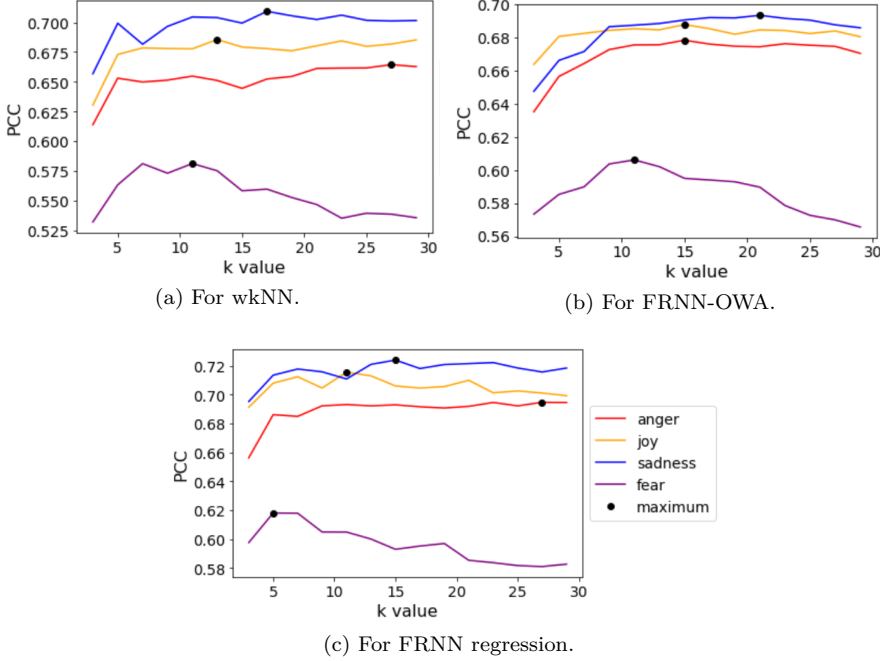 0.700
0.675
0.650
0.625
0.600
0.575
0.550
0.525
PCC
5 10 15 20 25 30
k value
(a) For wkNN.
0.70
0.68
0.66
0.64
0.62
0.60
0.58
0.56
PCC
5 10 15 20 25 30
k value
(b) For FRNN-OWA.
0.72
0.70
0.68
0.66
0.64
0.62
0.60
0.58
PCC
5 10 15 20 25 30
k value
anger
joy
sadness
fear
maximum
(c) For FRNN regression.